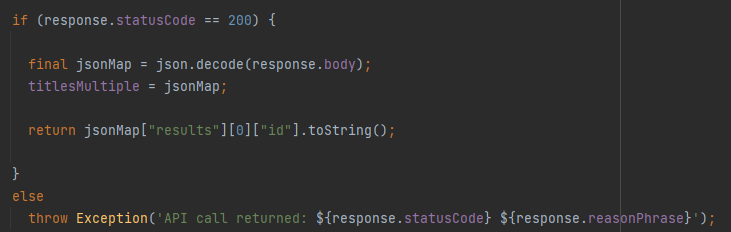 if (response.statusCode == 200) {
final jsonMap = json.decode(response.body);
titlesMultiple = jsonMap;
return jsonMap["results"][0]["id"].toString();
}
else
throw Exception('API call returned: ${response.statusCode} ${response.reasonPhrase}');